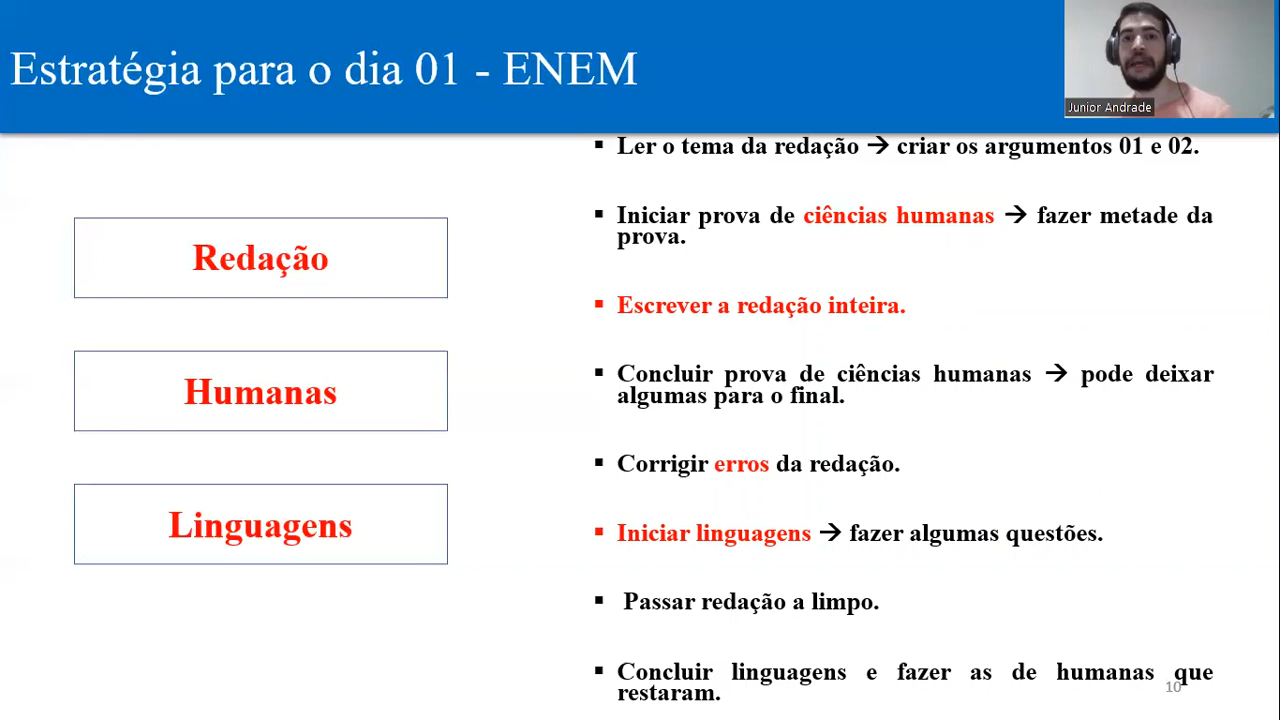 Estratégia para o dia 01 - ENEM
Junior Andrade
Redação
Humanas
Linguagens
▪ Ler o tema da redação → criar os argumentos 01 e 02.
▪ Iniciar prova de ciências humanas → fazer metade da
prova.
▪ Escrever a redação inteira.
▪ Concluir prova de ciências humanas → pode deixar
algumas para o final.
▪ Corrigir erros da redação.
▪ Iniciar linguagens → fazer algumas questões.
▪ Passar redação a limpo.
▪ Concluir linguagens e fazer as de humanas que
restaram.
10